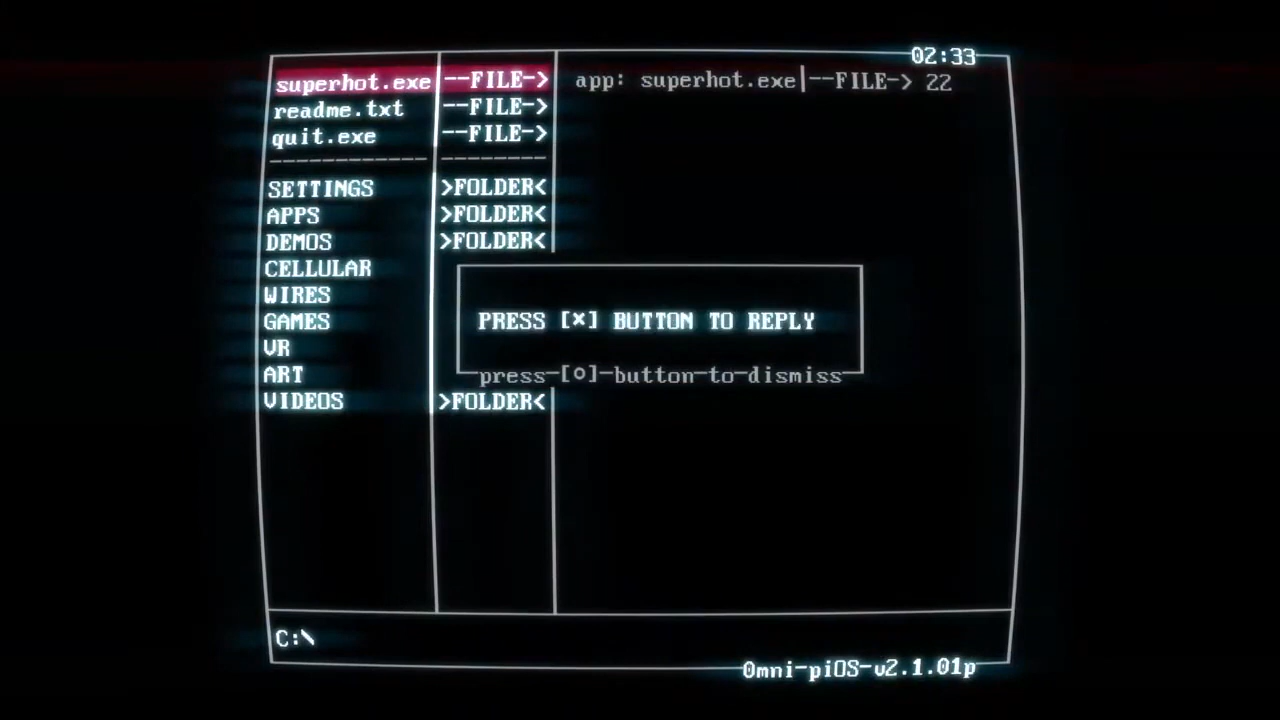 02:33
superhot.exe --FILE-> app: superhot.exe|--FILE-> 22
readme.txt --FILE->
quit.exe --FILE->
SETTINGS >FOLDER<
APPS >FOLDER<
DEMOS >FOLDER<
CELLULAR
WIRES
GAMES
VR
ART
VIDEOS >FOLDER<
PRESS [×] BUTTON TO REPLY
press-[O]-button-to-dismiss
C:\
0mni-piOS-v2.1.01p